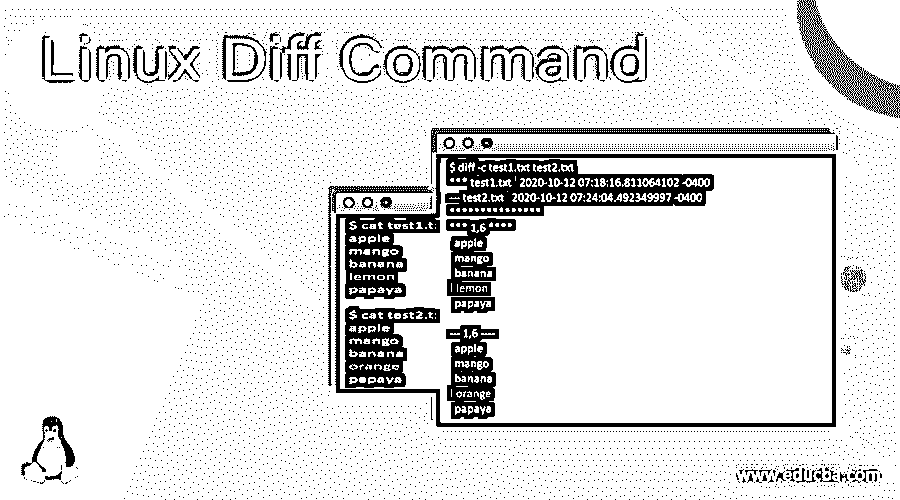 Linux Diff Command
$ cat test1.t
apple
mango
banana
lemon
papaya
$ cat test2.t
apple
mango
banana
orange
papaya
$ diff -c test1.txt test2.txt
*** test1.txt 2020-10-12 07:18:16.811064102 -0400
--- test2.txt 2020-10-12 07:24:04.492349997 -0400
***************
*** 1,6 ****
apple
mango
banana
! lemon
papaya
--- 1,6 ----
apple
mango
banana
! orange
papaya
www.educba.com